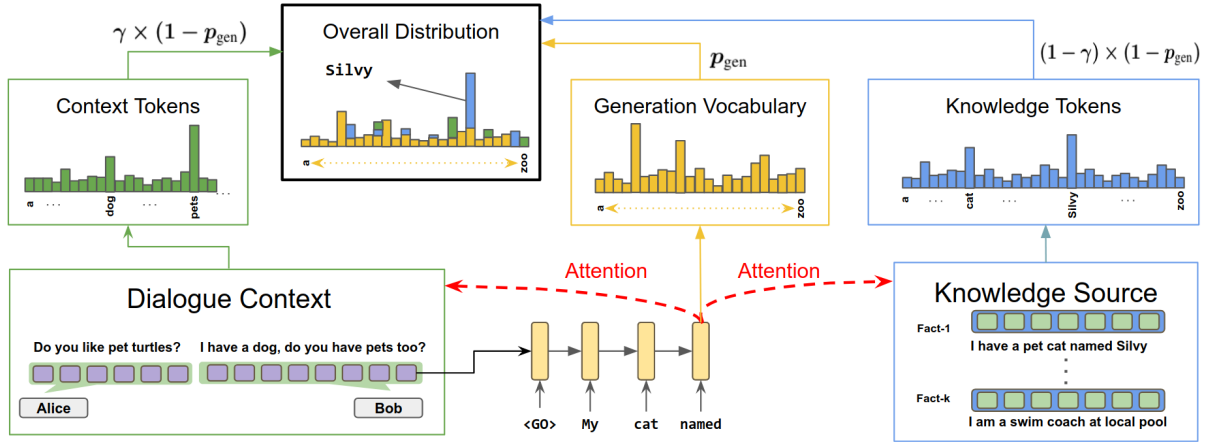 γ × (1 − p_gen)
Overall Distribution
Silvy
a
zoo
p_gen
(1 − γ) × (1 − p_gen)
Context Tokens
a
...
dog
...
pets
...
Generation Vocabulary
a
zoo
Knowledge Tokens
a
...
cat
...
Silvy
...
zoo
Attention
Attention
Dialogue Context
Do you like pet turtles?
I have a dog, do you have pets too?
Alice
Bob
<GO>
My
cat
named
Knowledge Source
Fact-1
I have a pet cat named Silvy
Fact-k
I am a swim coach at local pool